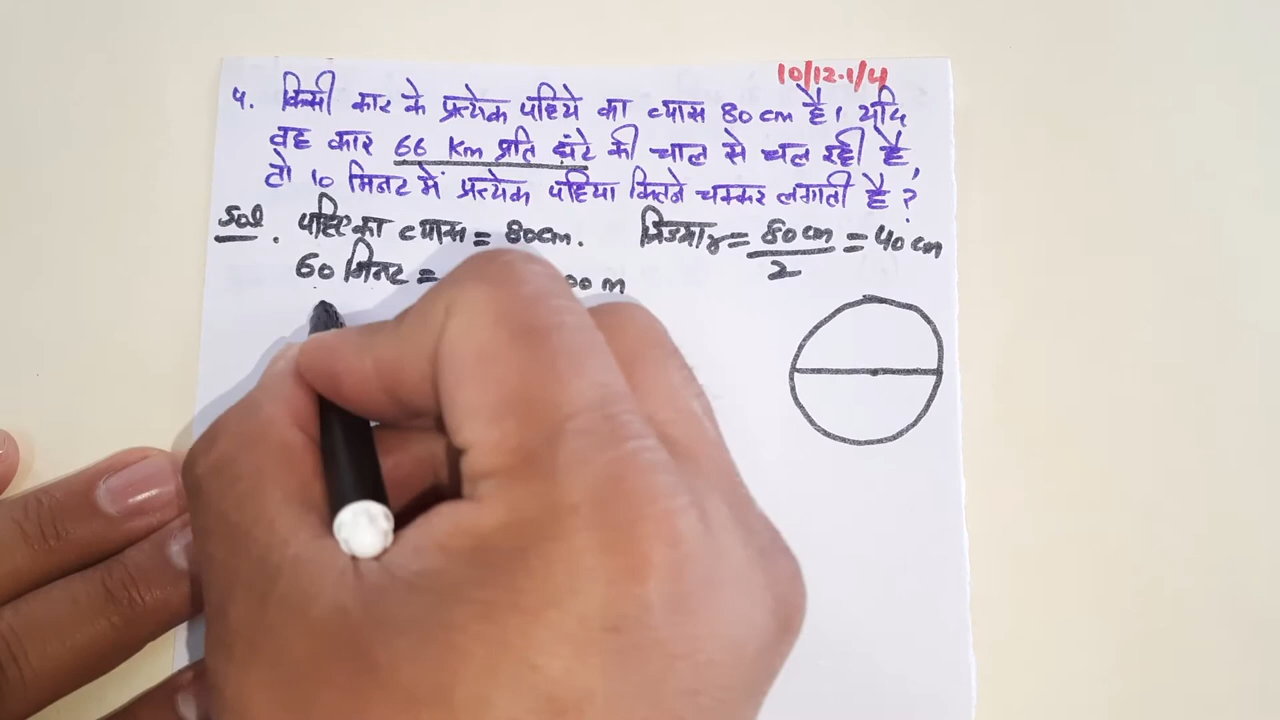 10/12.1/4
4. किसी कार के प्रत्येक पहिये का व्यास 80 cm है। यदि
वह कार 66 Km प्रति घंटे की चाल से चल रही है,
तो 10 मिनट में प्रत्येक पहिया कितने चक्कर लगाती है ?
Sol. पहिए का व्यास = 80cm. त्रिज्या r = 80 cm / 2 = 40 cm
60 मिनट = 00 m